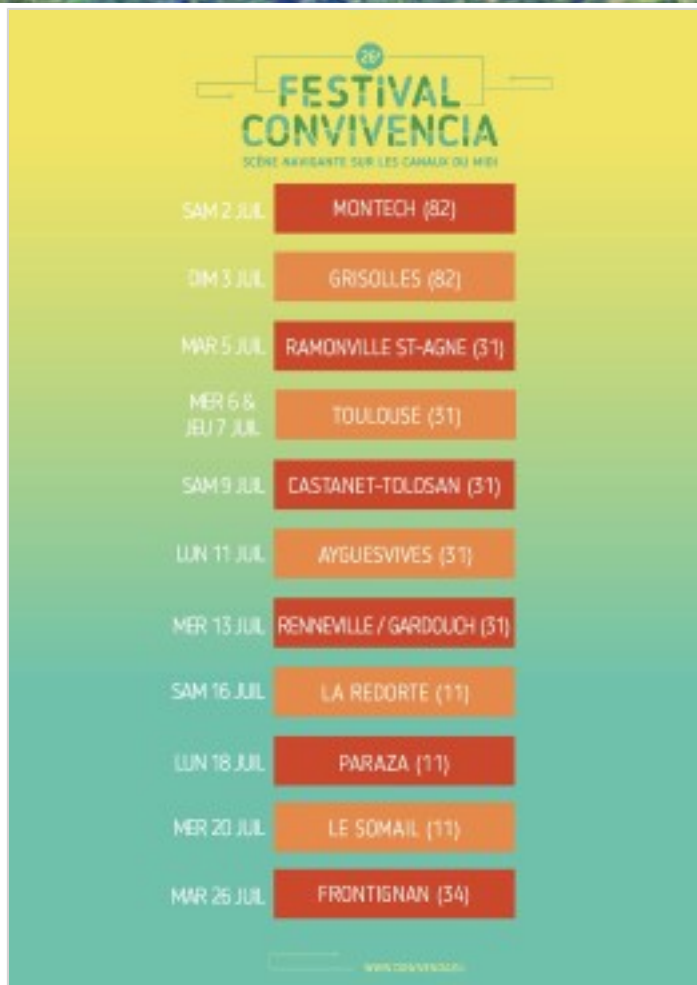 26e
FESTIVAL
CONVIVENCIA
SCÈNE NAVIGANTE SUR LES CANAUX DU MIDI
SAM 2 JUIL MONTECH (82)
DIM 3 JUIL GRISOLLES (82)
MAR 5 JUIL RAMONVILLE ST-AGNE (31)
MER 6 &
JEU 7 JUIL TOULOUSE (31)
SAM 9 JUIL CASTANET-TOLOSAN (31)
LUN 11 JUIL AYGUESVIVES (31)
MER 13 JUIL RENNEVILLE / GARDOUCH (31)
SAM 16 JUIL LA REDORTE (11)
LUN 18 JUIL PARAZA (11)
MER 20 JUIL LE SOMAIL (11)
MAR 26 JUIL FRONTIGNAN (34)